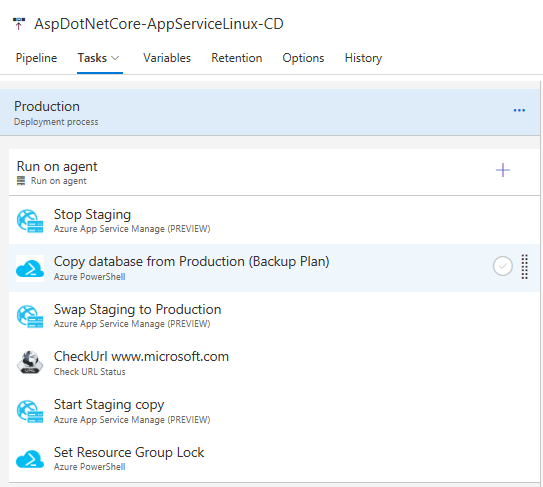 AspDotNetCore-AppServiceLinux-CD
Pipeline Tasks Variables Retention Options History
Production
Deployment process
...
Run on agent
Run on agent
Stop Staging
Azure App Service Manage (PREVIEW)
Copy database from Production (Backup Plan)
Azure PowerShell
Swap Staging to Production
Azure App Service Manage (PREVIEW)
CheckUrl www.microsoft.com
Check URL Status
Start Staging copy
Azure App Service Manage (PREVIEW)
Set Resource Group Lock
Azure PowerShell